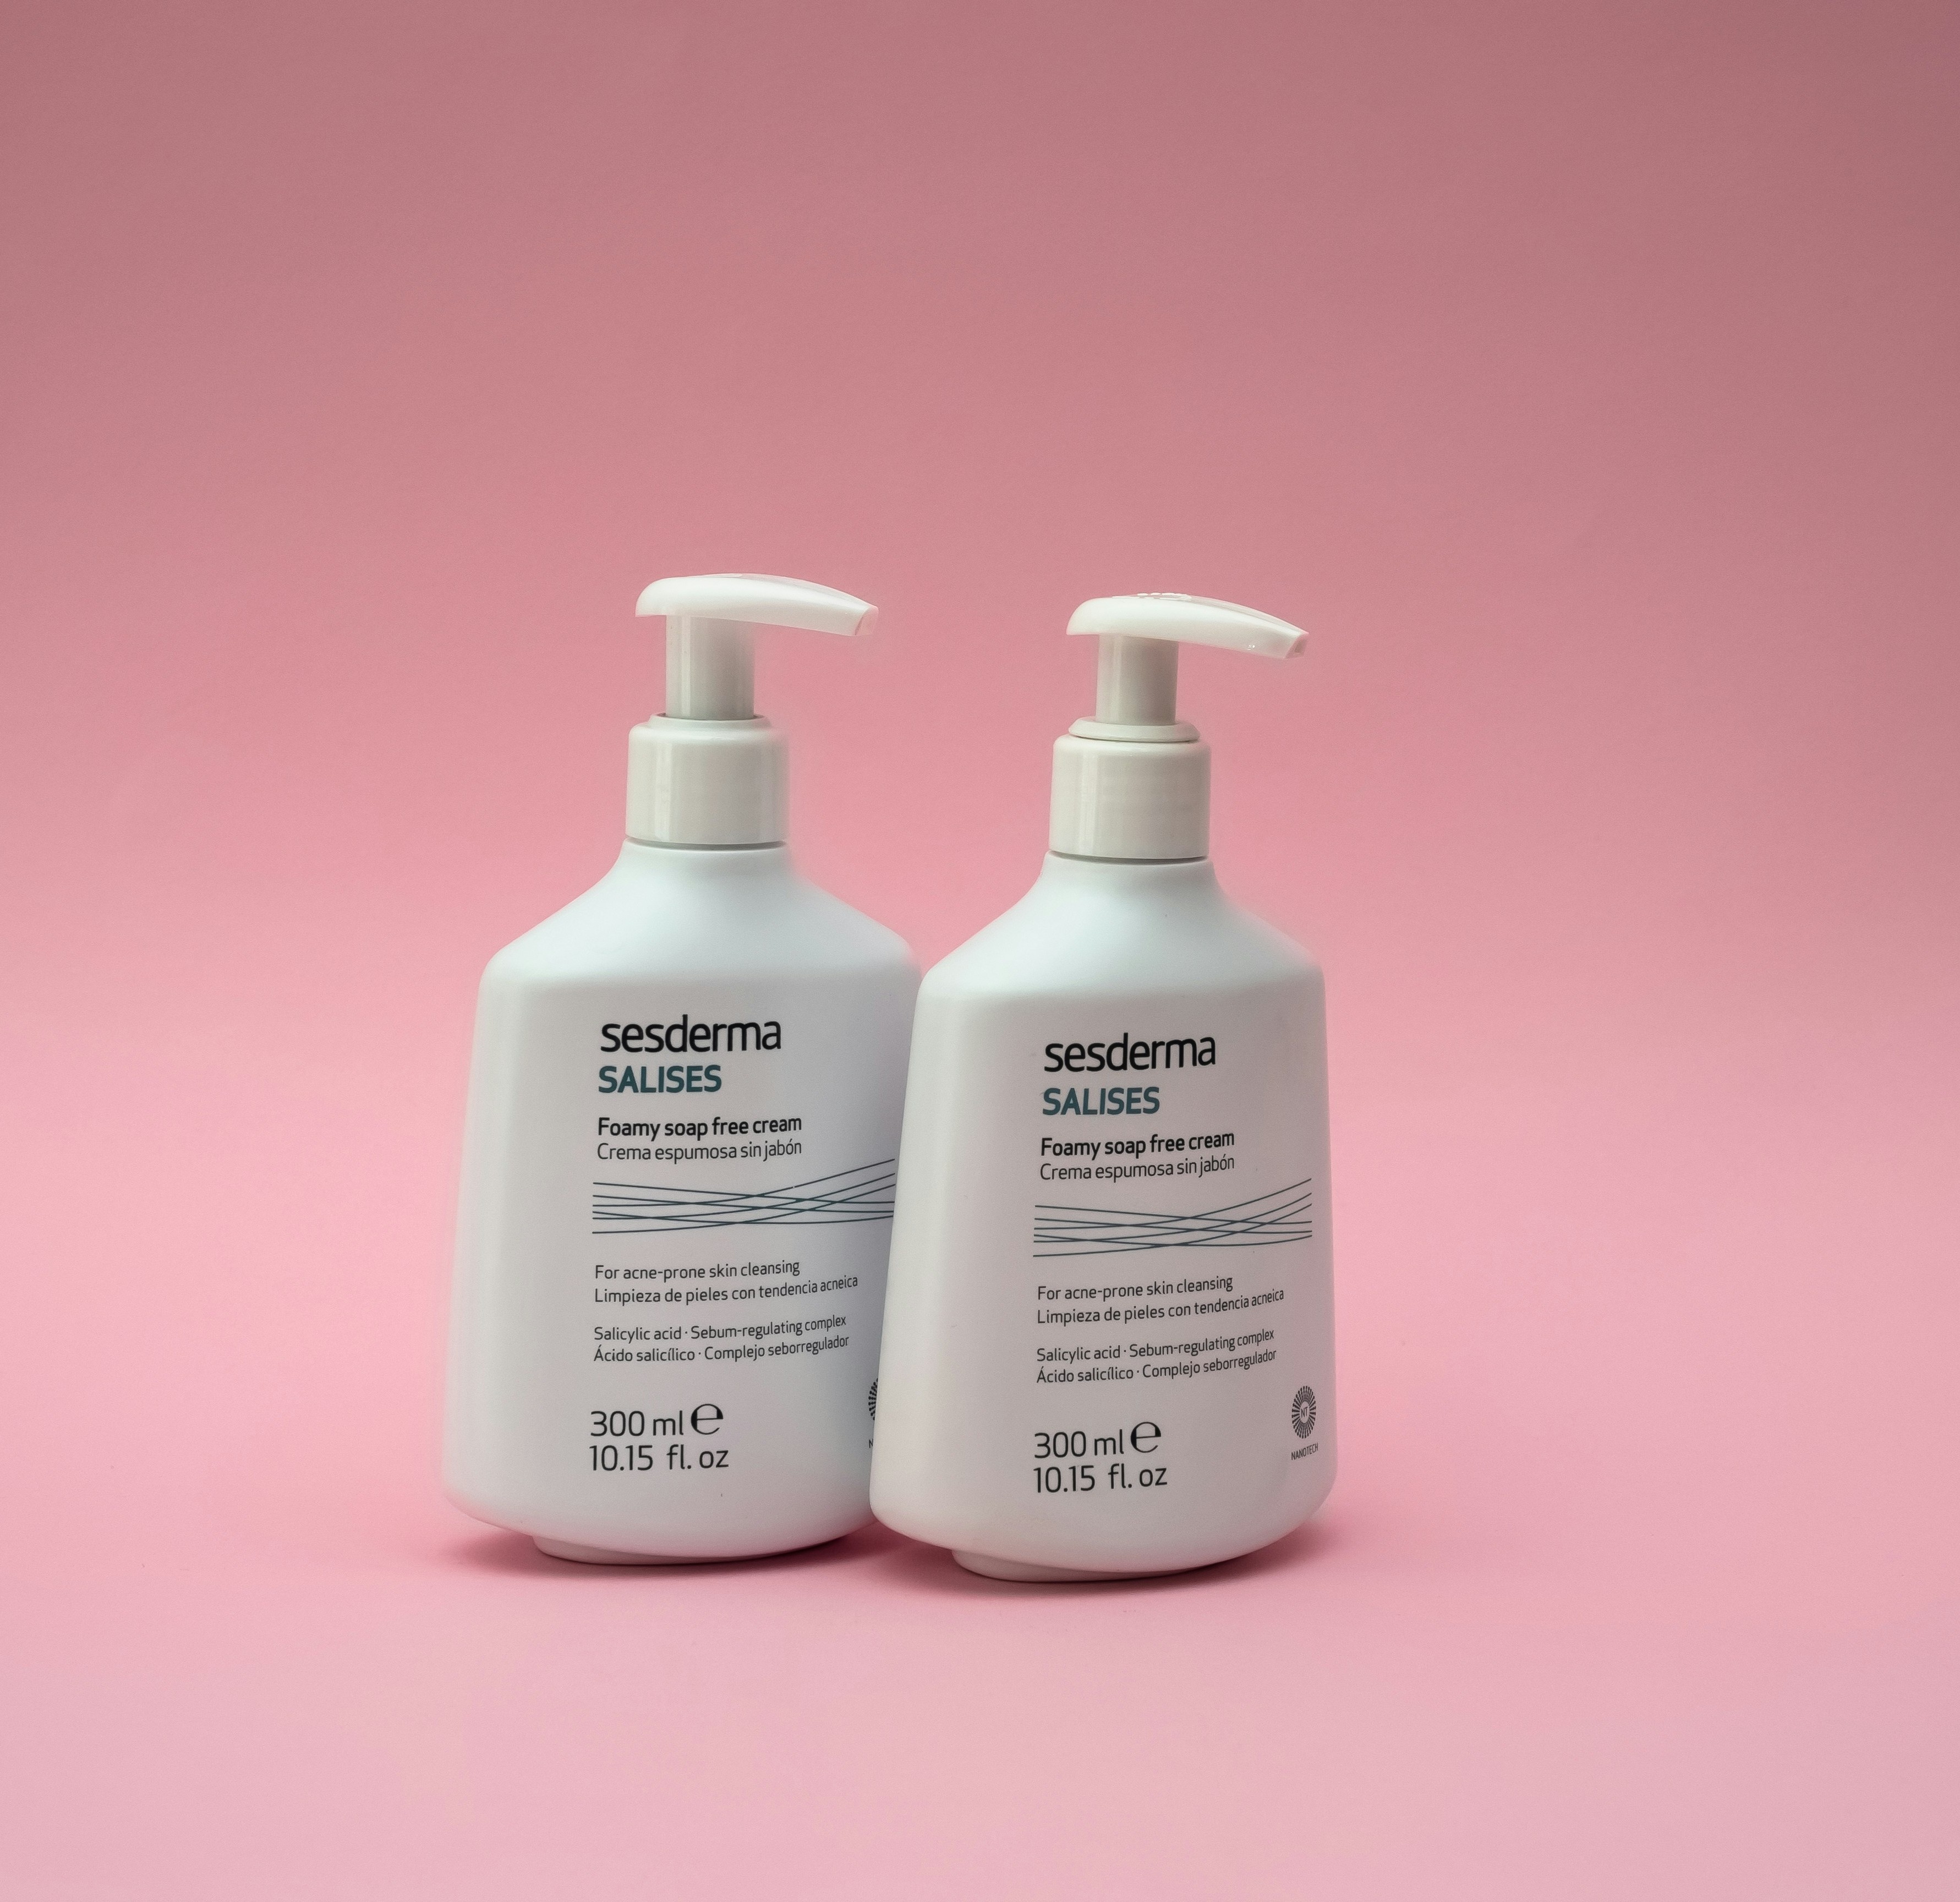 sesderma
SALISES
Foamy soap free cream
Crema espumosa sin jabón
For acne-prone skin cleansing
Limpieza de pieles con tendencia acneica
Salicylic acid · Sebum-regulating complex
Ácido salicílico · Complejo seborregulador
300 ml ℮
10.15 fl. oz
sesderma
SALISES
Foamy soap free cream
Crema espumosa sin jabón
For acne-prone skin cleansing
Limpieza de pieles con tendencia acneica
Salicylic acid · Sebum-regulating complex
Ácido salicílico · Complejo seborregulador
NT
NANOTECH
300 ml ℮
10.15 fl. oz